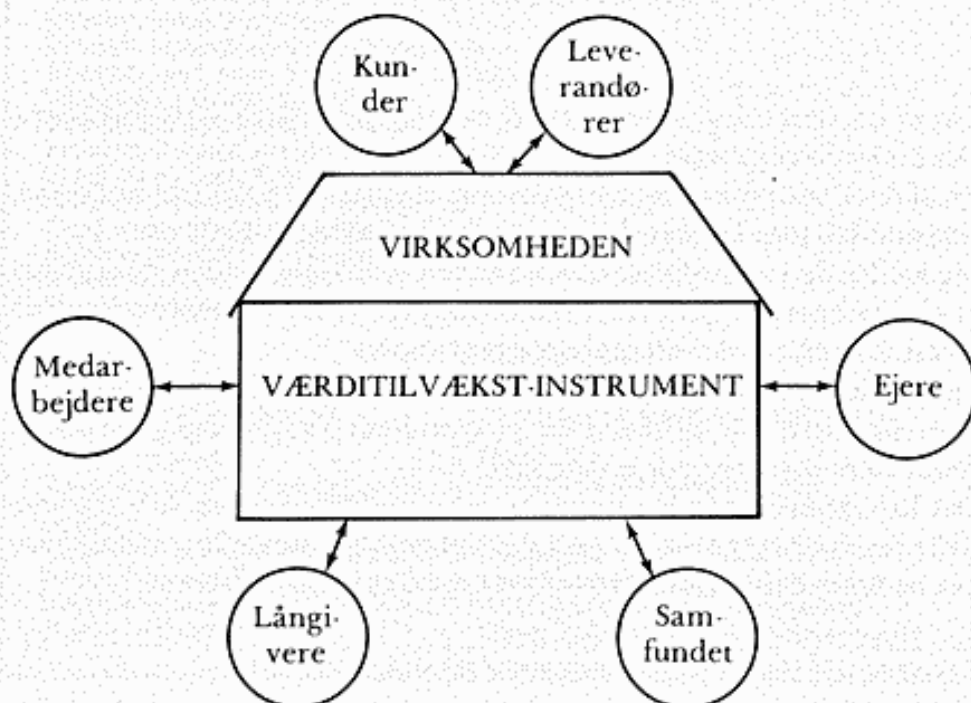 Kun-
der
Leve-
randø-
rer
VIRKSOMHEDEN
Medar-
bejdere
VÆRDITILVÆKST-INSTRUMENT
Ejere
Långi-
vere
Sam-
fundet